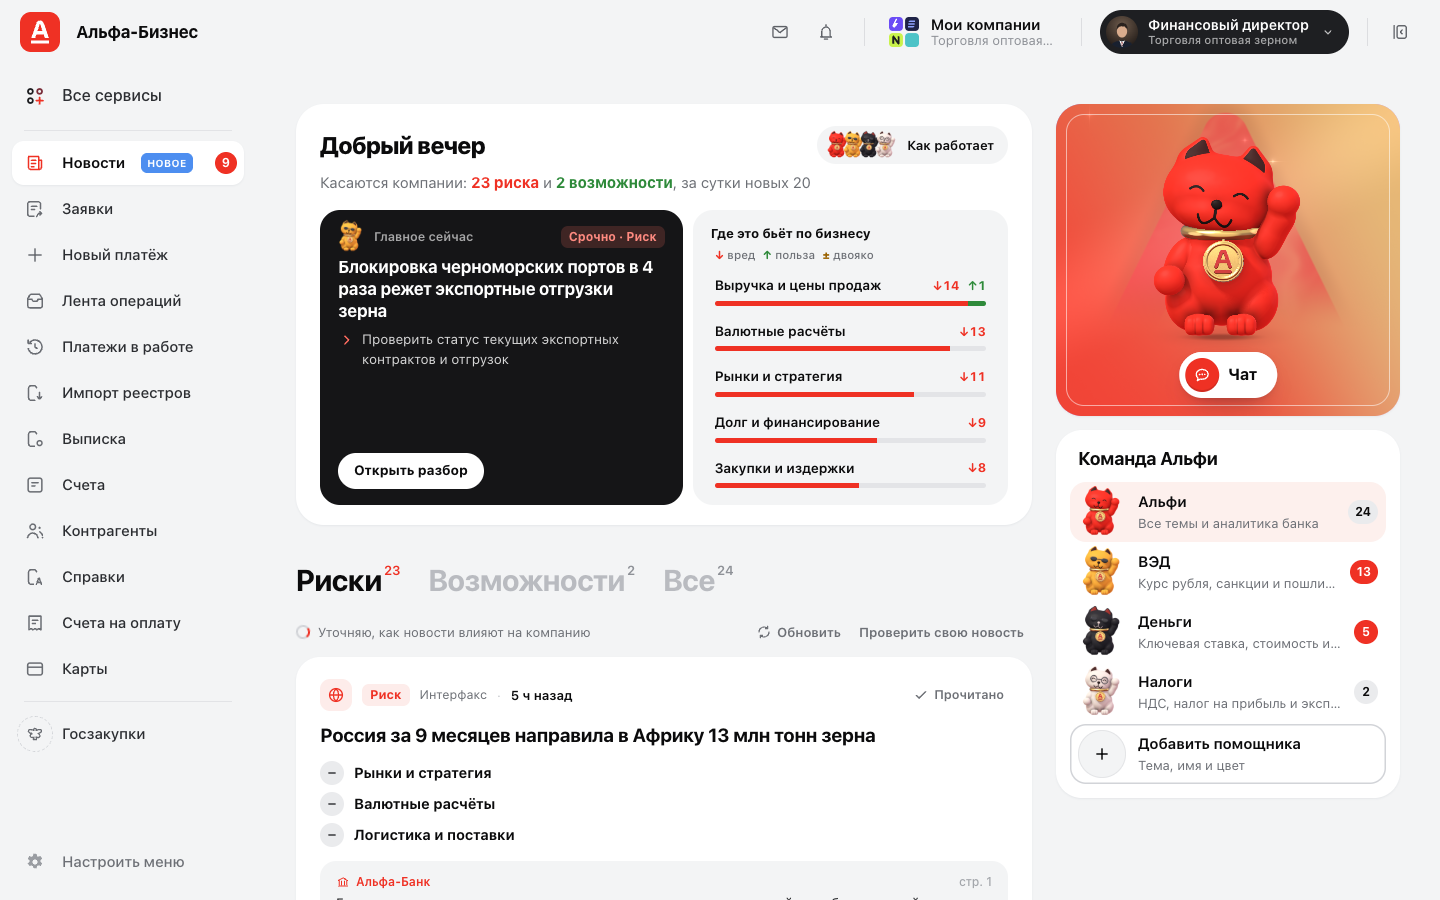 Альфа-Бизнес
Мои компании
Торговля оптовая...
Финансовый директор
Торговля оптовая зерном
Все сервисы
Новости НОВОЕ 9
Заявки
Новый платёж
Лента операций
Платежи в работе
Импорт реестров
Выписка
Счета
Контрагенты
Справки
Счета на оплату
Карты
Госзакупки
Настроить меню
Добрый вечер
Как работает
Касаются компании: 23 риска и 2 возможности, за сутки новых 20
Главное сейчас
Срочно · Риск
Блокировка черноморских портов в 4
раза режет экспортные отгрузки
зерна
Проверить статус текущих экспортных
контрактов и отгрузок
Открыть разбор
Где это бьёт по бизнесу
↓ вред ↑ польза ± двояко
Выручка и цены продаж ↓14 ↑1
Валютные расчёты ↓13
Рынки и стратегия ↓11
Долг и финансирование ↓9
Закупки и издержки ↓8
Риски 23 Возможности 2 Все 24
Уточняю, как новости влияют на компанию
Обновить
Проверить свою новость
Риск Интерфакс · 5 ч назад
Прочитано
Россия за 9 месяцев направила в Африку 13 млн тонн зерна
Рынки и стратегия
Валютные расчёты
Логистика и поставки
Альфа-Банк
стр. 1
Чат
Команда Альфи
Альфи
Все темы и аналитика банка
24
ВЭД
Курс рубля, санкции и пошли...
13
Деньги
Ключевая ставка, стоимость и...
5
Налоги
НДС, налог на прибыль и эксп...
2
Добавить помощника
Тема, имя и цвет